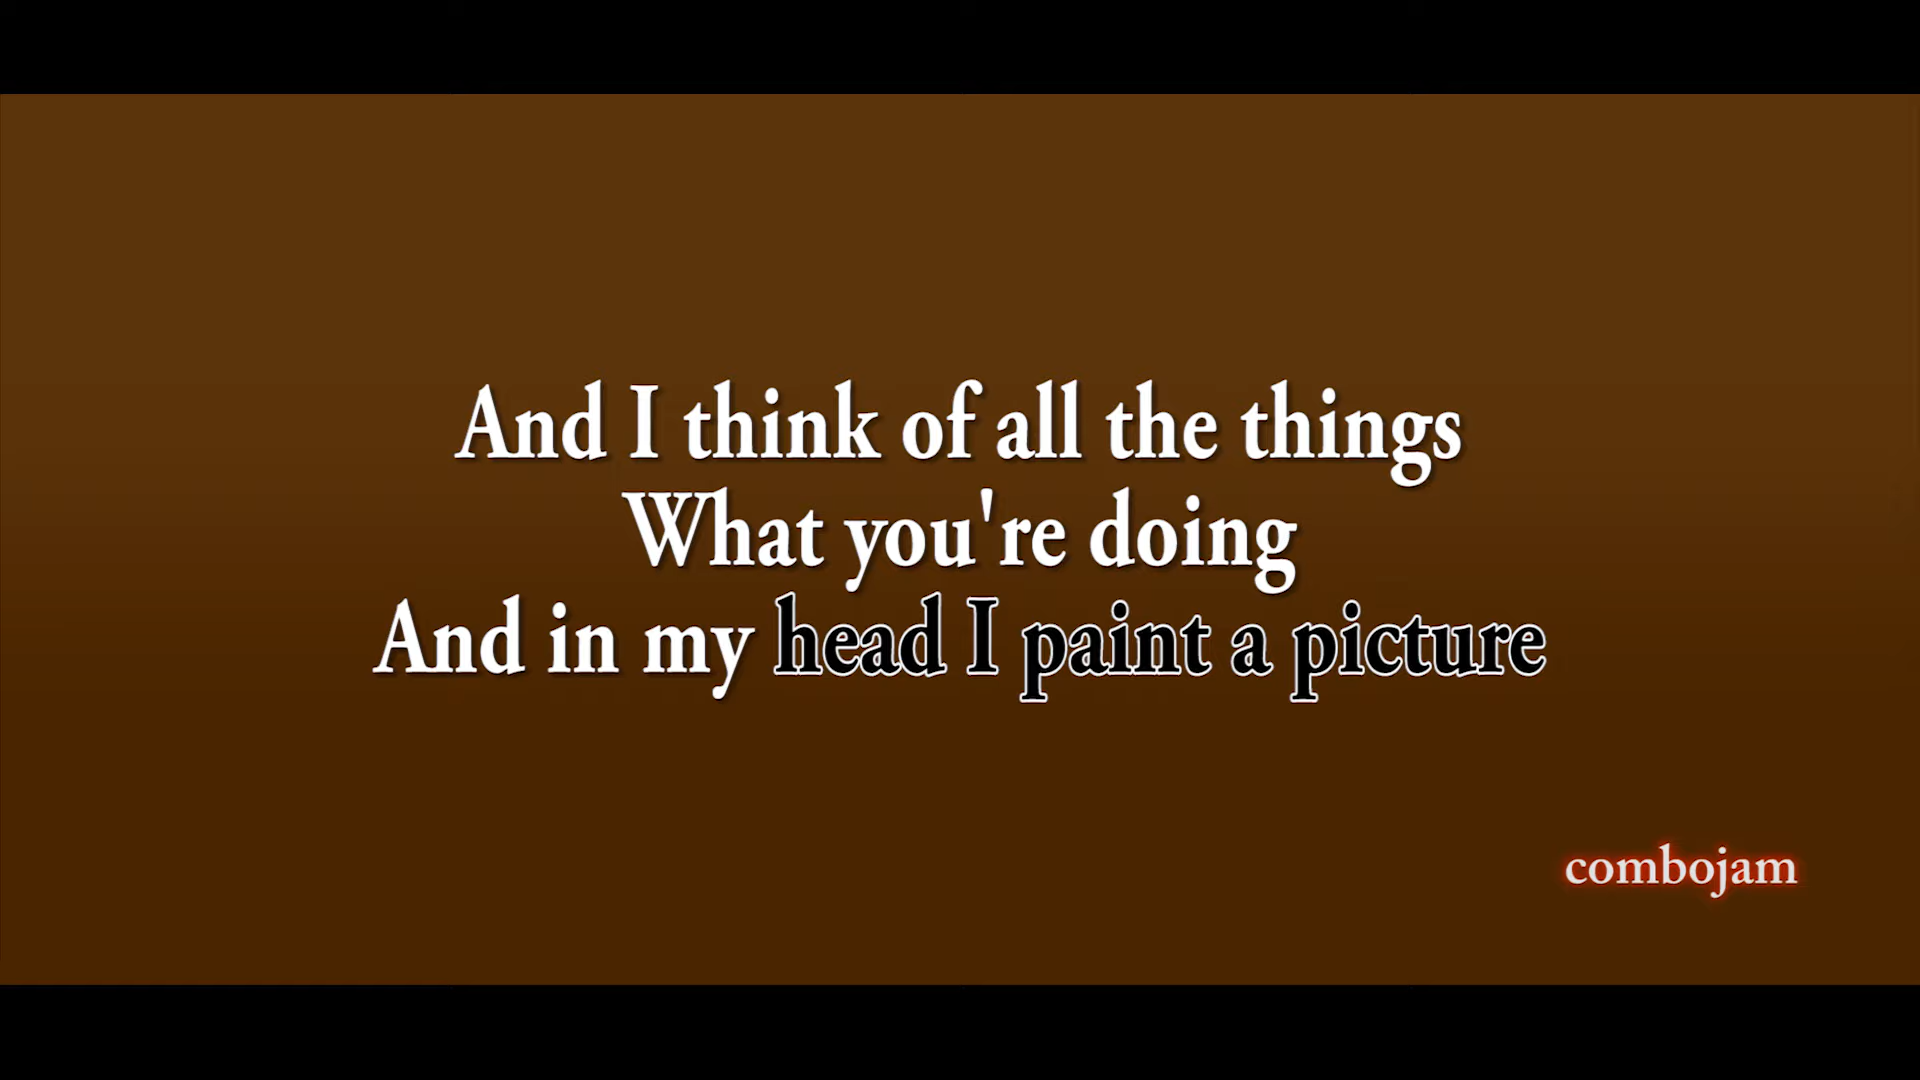 And I think of all the things
What you're doing
And in my head I paint a picture
combojam